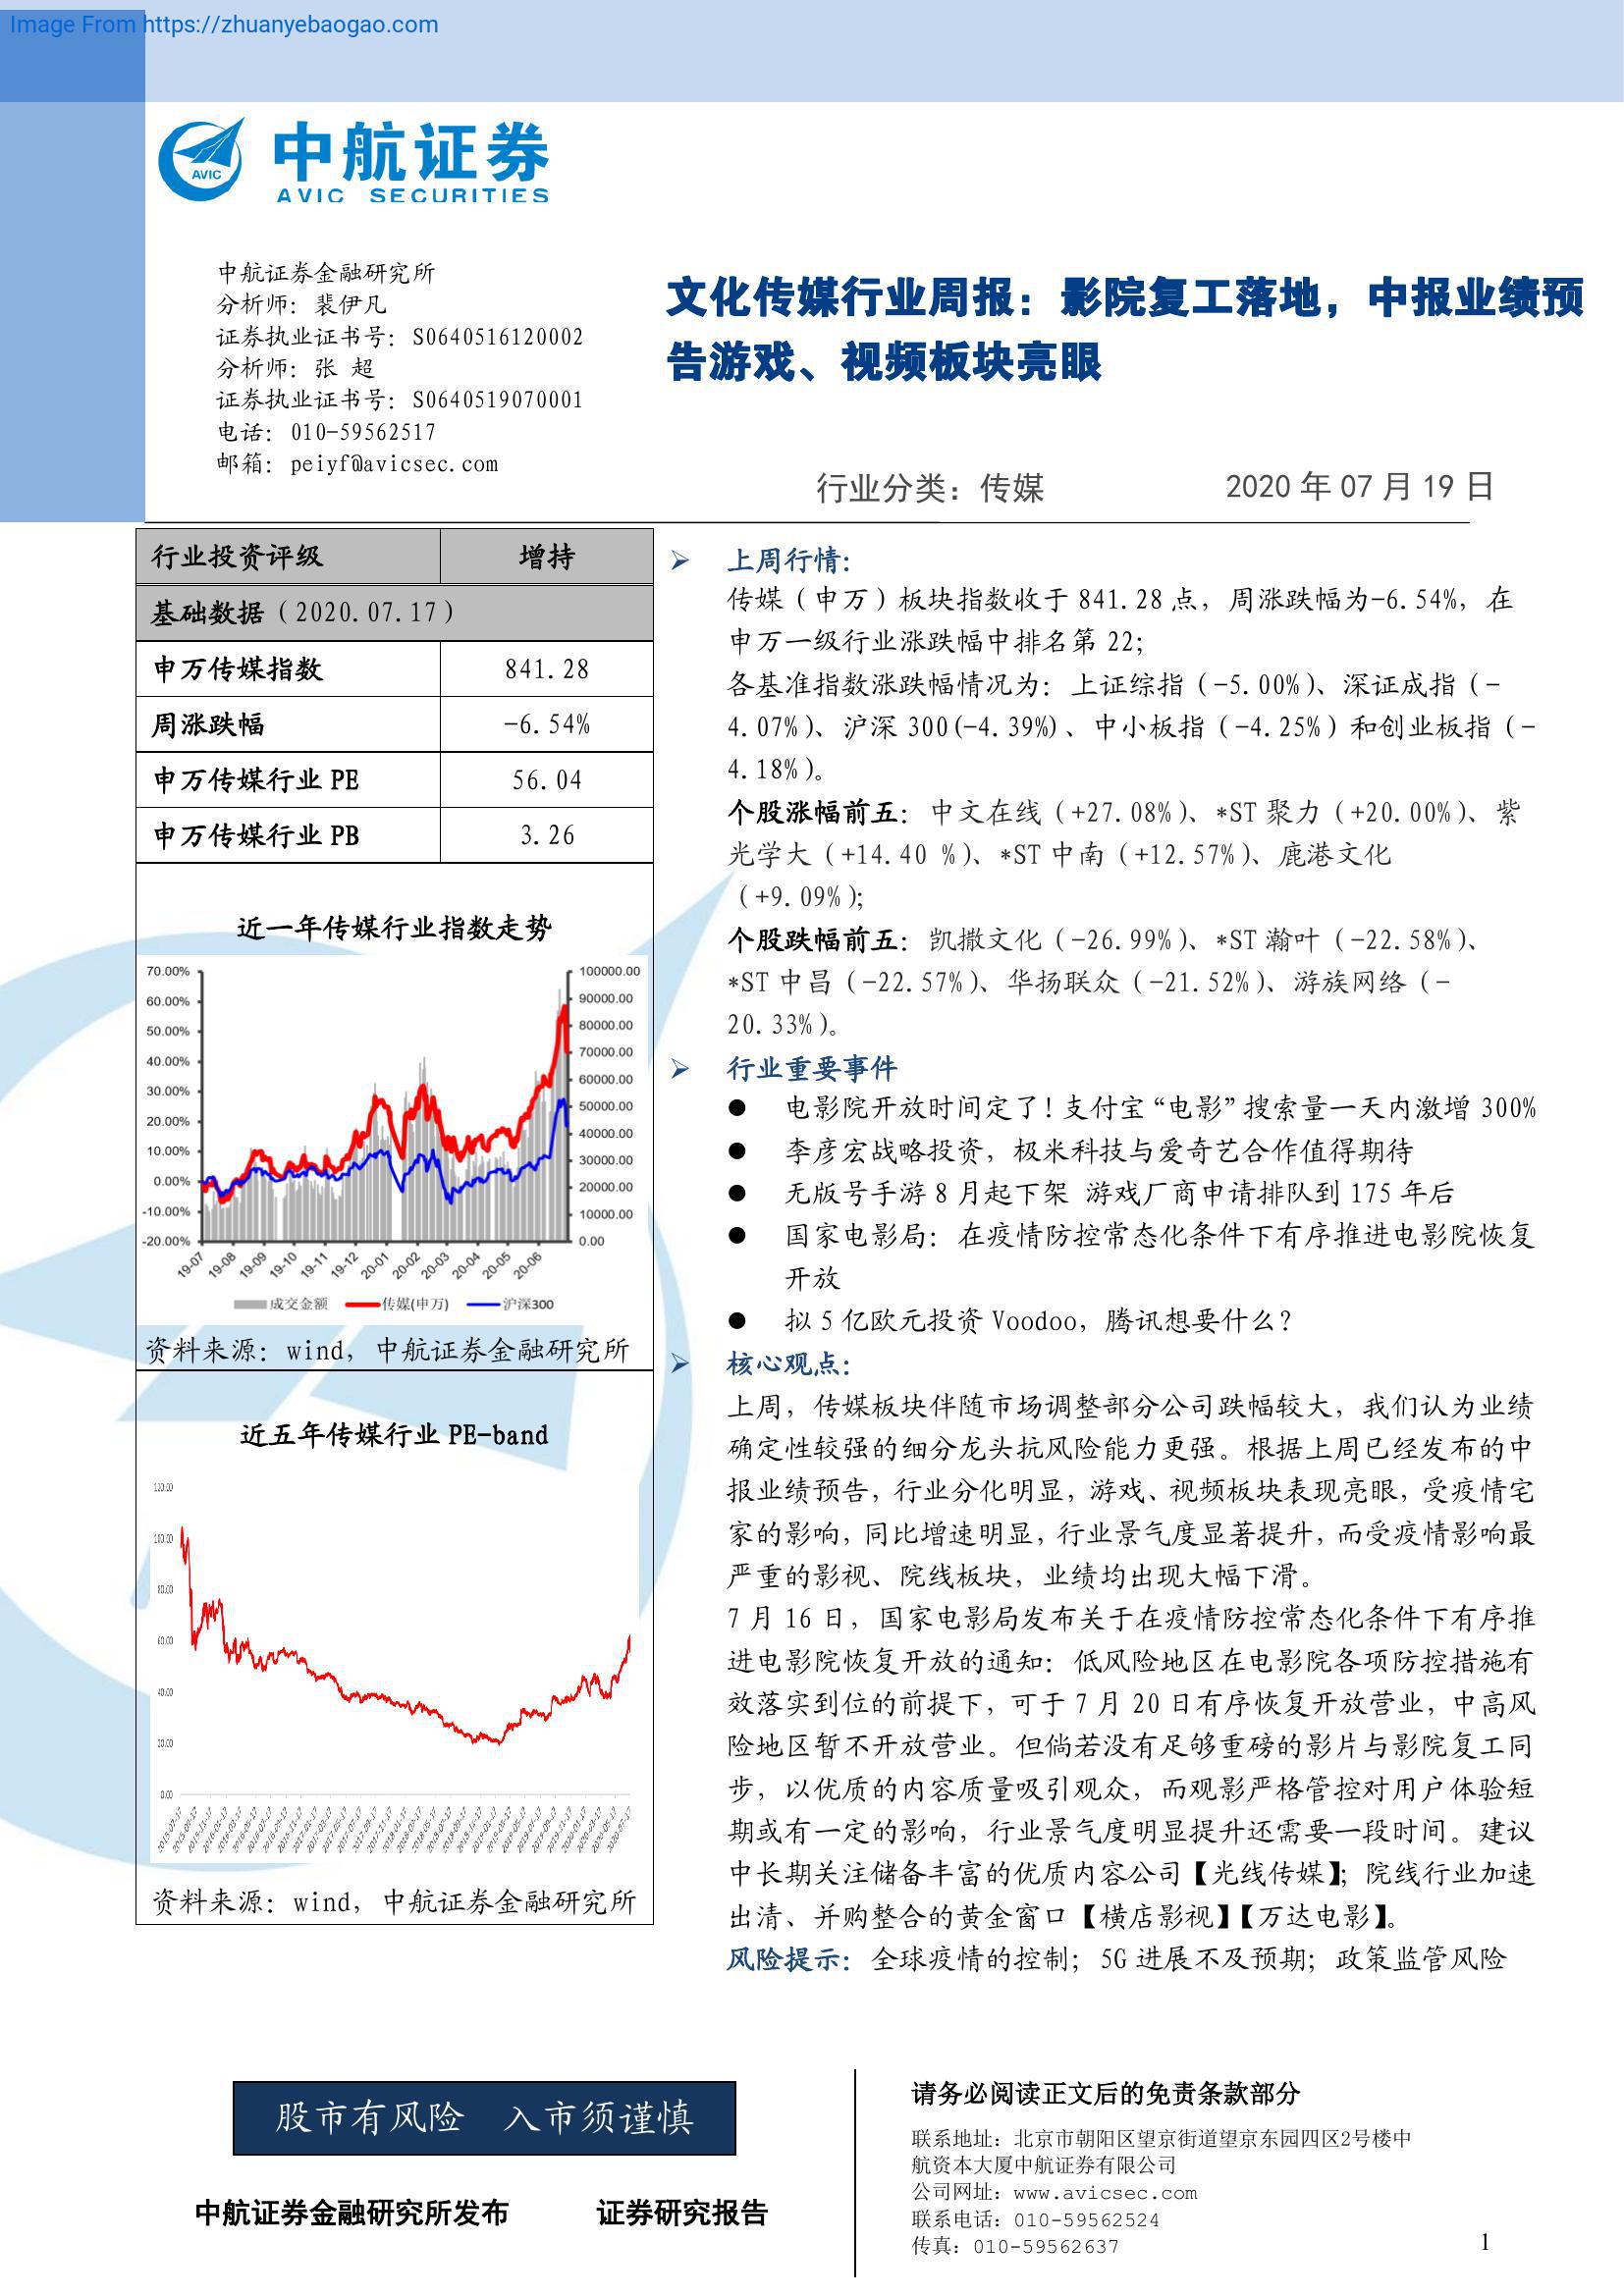 Image From https://zhuanyebaogao.com
AVIC
中航证券
AVIC SECURITIES
中航证券金融研究所
分析师：裴伊凡
证券执业证书号：S0640516120002
分析师：张 超
证券执业证书号：S0640519070001
电话：010-59562517
邮箱：peiyf@avicsec.com
文化传媒行业周报：影院复工落地，中报业绩预
告游戏、视频板块亮眼
行业分类：传媒 2020 年 07 月 19 日
行业投资评级 增持
基础数据（2020.07.17）
申万传媒指数 841.28
周涨跌幅 -6.54%
申万传媒行业 PE 56.04
申万传媒行业 PB 3.26
近一年传媒行业指数走势
70.00% 100000.00
60.00% 90000.00
50.00% 80000.00
40.00% 70000.00
30.00% 60000.00
20.00% 50000.00
10.00% 40000.00
0.00% 30000.00
-10.00% 20000.00
-20.00% 10000.00
0.00
19-07 19-08 19-09 19-10 19-11 19-12 20-01 20-02 20-03 20-04 20-05 20-06
成交金额 传媒(申万) 沪深300
资料来源：wind，中航证券金融研究所
近五年传媒行业 PE-band
120.00
100.00
80.00
60.00
40.00
20.00
0.00
资料来源：wind，中航证券金融研究所
➢ 上周行情：
传媒（申万）板块指数收于 841.28 点，周涨跌幅为-6.54%，在
申万一级行业涨跌幅中排名第 22；
各基准指数涨跌幅情况为：上证综指（-5.00%）、深证成指（-
4.07%）、沪深 300(-4.39%)、中小板指（-4.25%）和创业板指（-
4.18%）。
个股涨幅前五：中文在线（+27.08%）、*ST 聚力（+20.00%）、紫
光学大（+14.40 %）、*ST 中南（+12.57%）、鹿港文化
（+9.09%）；
个股跌幅前五：凯撒文化（-26.99%）、*ST 瀚叶（-22.58%）、
*ST 中昌（-22.57%）、华扬联众（-21.52%）、游族网络（-
20.33%）。
➢ 行业重要事件
● 电影院开放时间定了！支付宝“电影”搜索量一天内激增 300%
● 李彦宏战略投资，极米科技与爱奇艺合作值得期待
● 无版号手游 8 月起下架 游戏厂商申请排队到 175 年后
● 国家电影局：在疫情防控常态化条件下有序推进电影院恢复
开放
● 拟 5 亿欧元投资 Voodoo，腾讯想要什么？
➢ 核心观点：
上周，传媒板块伴随市场调整部分公司跌幅较大，我们认为业绩
确定性较强的细分龙头抗风险能力更强。根据上周已经发布的中
报业绩预告，行业分化明显，游戏、视频板块表现亮眼，受疫情宅
家的影响，同比增速明显，行业景气度显著提升，而受疫情影响最
严重的影视、院线板块，业绩均出现大幅下滑。
7 月 16 日，国家电影局发布关于在疫情防控常态化条件下有序推
进电影院恢复开放的通知：低风险地区在电影院各项防控措施有
效落实到位的前提下，可于 7 月 20 日有序恢复开放营业，中高风
险地区暂不开放营业。但倘若没有足够重磅的影片与影院复工同
步，以优质的内容质量吸引观众，而观影严格管控对用户体验短
期或有一定的影响，行业景气度明显提升还需要一段时间。建议
中长期关注储备丰富的优质内容公司【光线传媒】；院线行业加速
出清、并购整合的黄金窗口【横店影视】【万达电影】。
风险提示：全球疫情的控制；5G 进展不及预期；政策监管风险
股市有风险 入市须谨慎
中航证券金融研究所发布 证券研究报告
请务必阅读正文后的免责条款部分
联系地址：北京市朝阳区望京街道望京东园四区2号楼中
航资本大厦中航证券有限公司
公司网址：www.avicsec.com
联系电话：010-59562524
传真：010-59562637
1